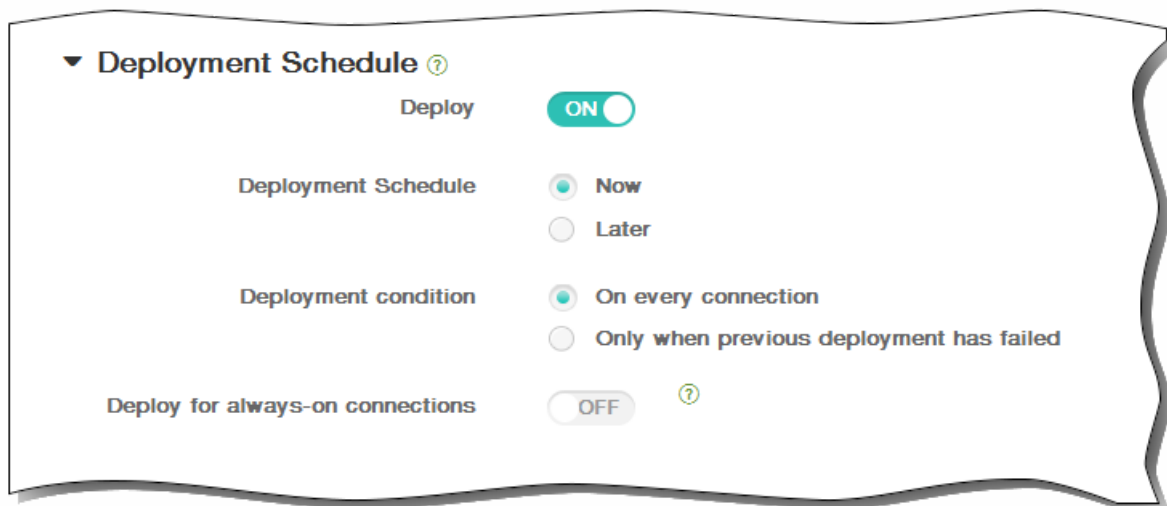 Deployment Schedule ?
Deploy ON
Deployment Schedule Now
Later
Deployment condition On every connection
Only when previous deployment has failed
Deploy for always-on connections OFF ?